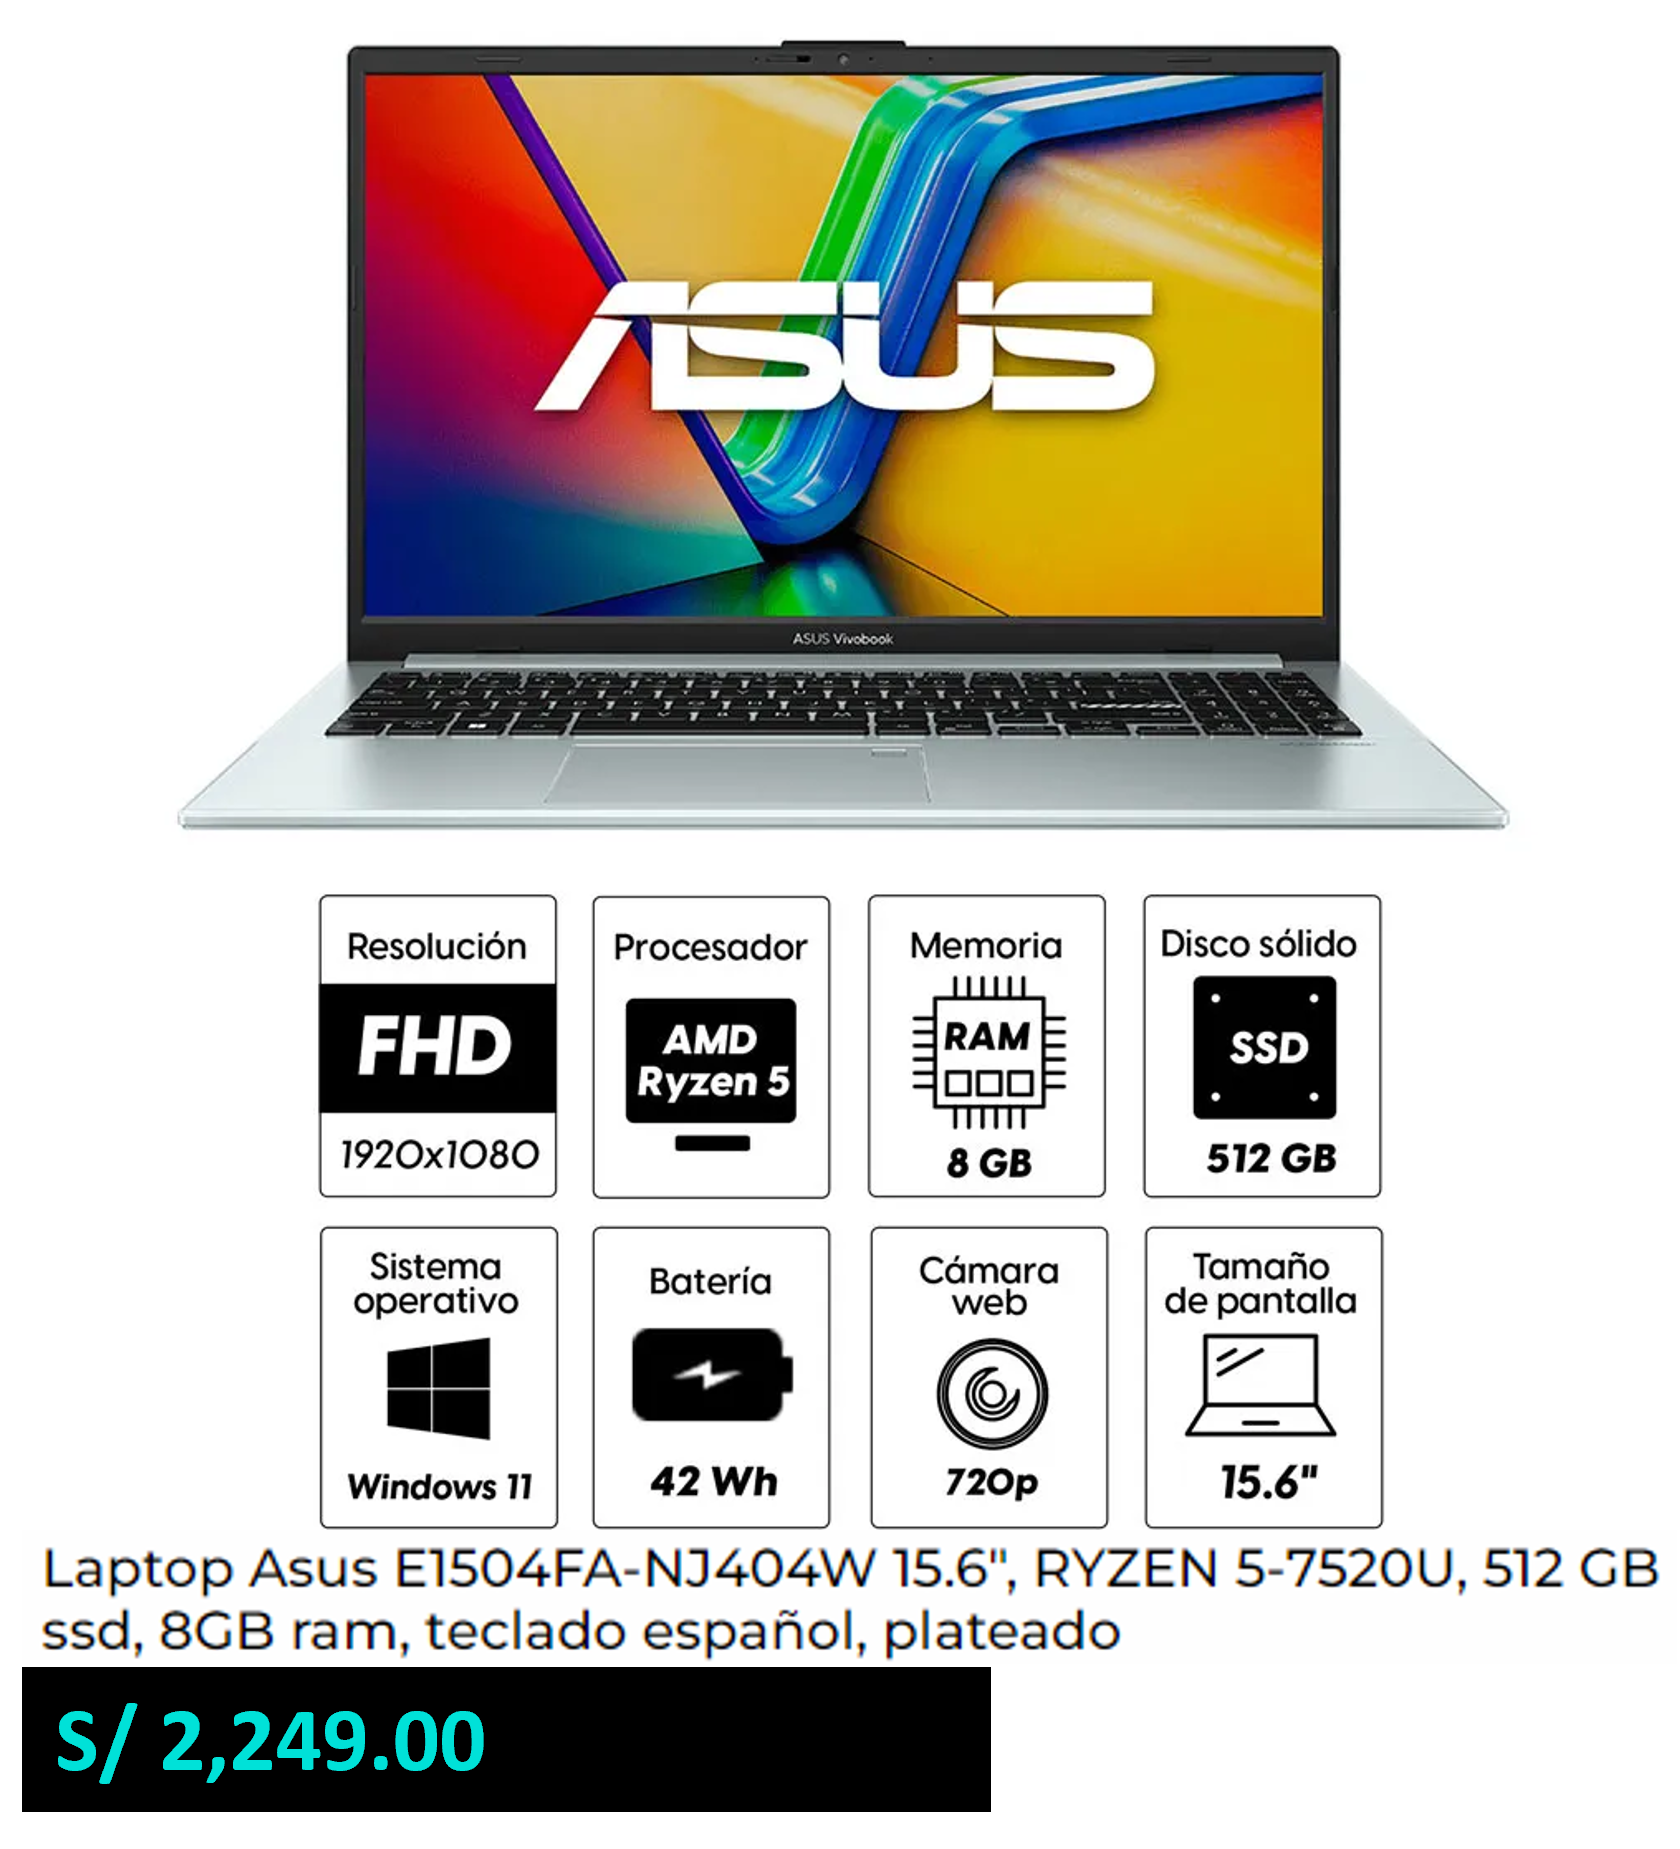 ASUS
ASUS Vivobook
Resolución
FHD
1920x1080
Procesador
AMD
Ryzen 5
Memoria
RAM
8 GB
Disco sólido
SSD
512 GB
Sistema
operativo
Windows 11
Batería
42 Wh
Cámara
web
720p
Tamaño
de pantalla
15.6"
Laptop Asus E1504FA-NJ404W 15.6", RYZEN 5-7520U, 512 GB
ssd, 8GB ram, teclado español, plateado
S/ 2,249.00